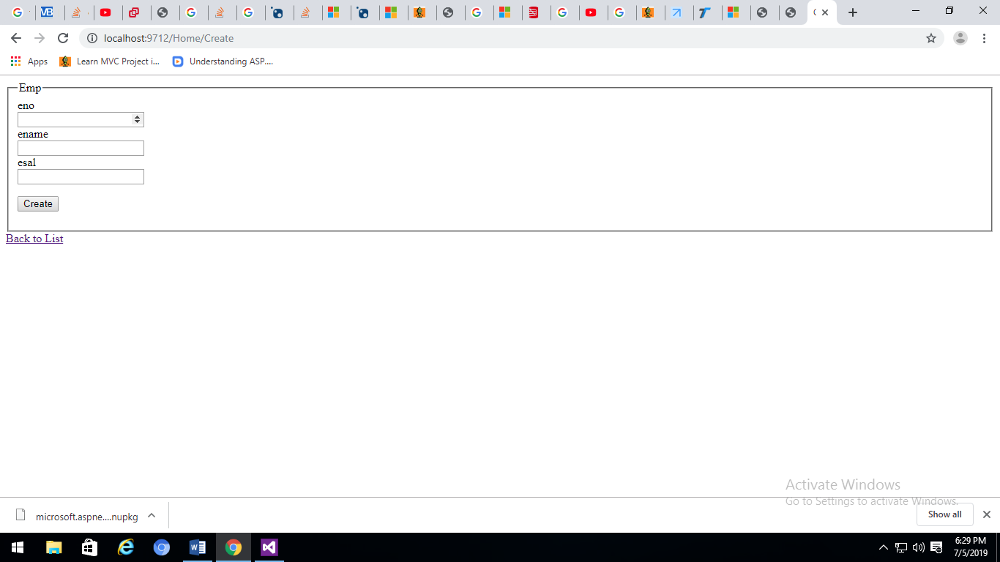 localhost:9712/Home/Create
Apps
Learn MVC Project i...
Understanding ASP....
Emp
eno
ename
esal
Create
Back to List
Activate Windows
Go to Settings to activate Windows.
microsoft.aspne....nupkg
Show all
6:29 PM
7/5/2019